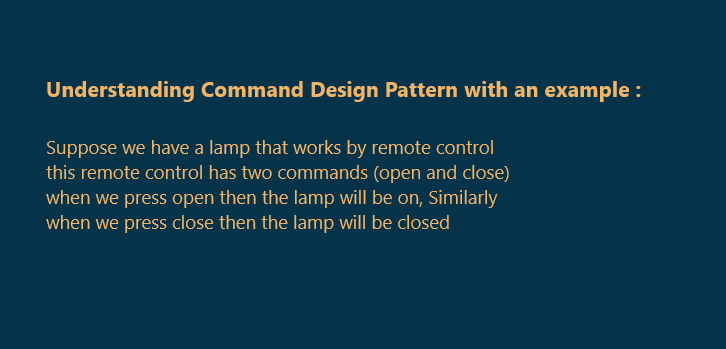 Understanding Command Design Pattern with an example :
Suppose we have a lamp that works by remote control
this remote control has two commands (open and close)
when we press open then the lamp will be on, Similarly
when we press close then the lamp will be closed